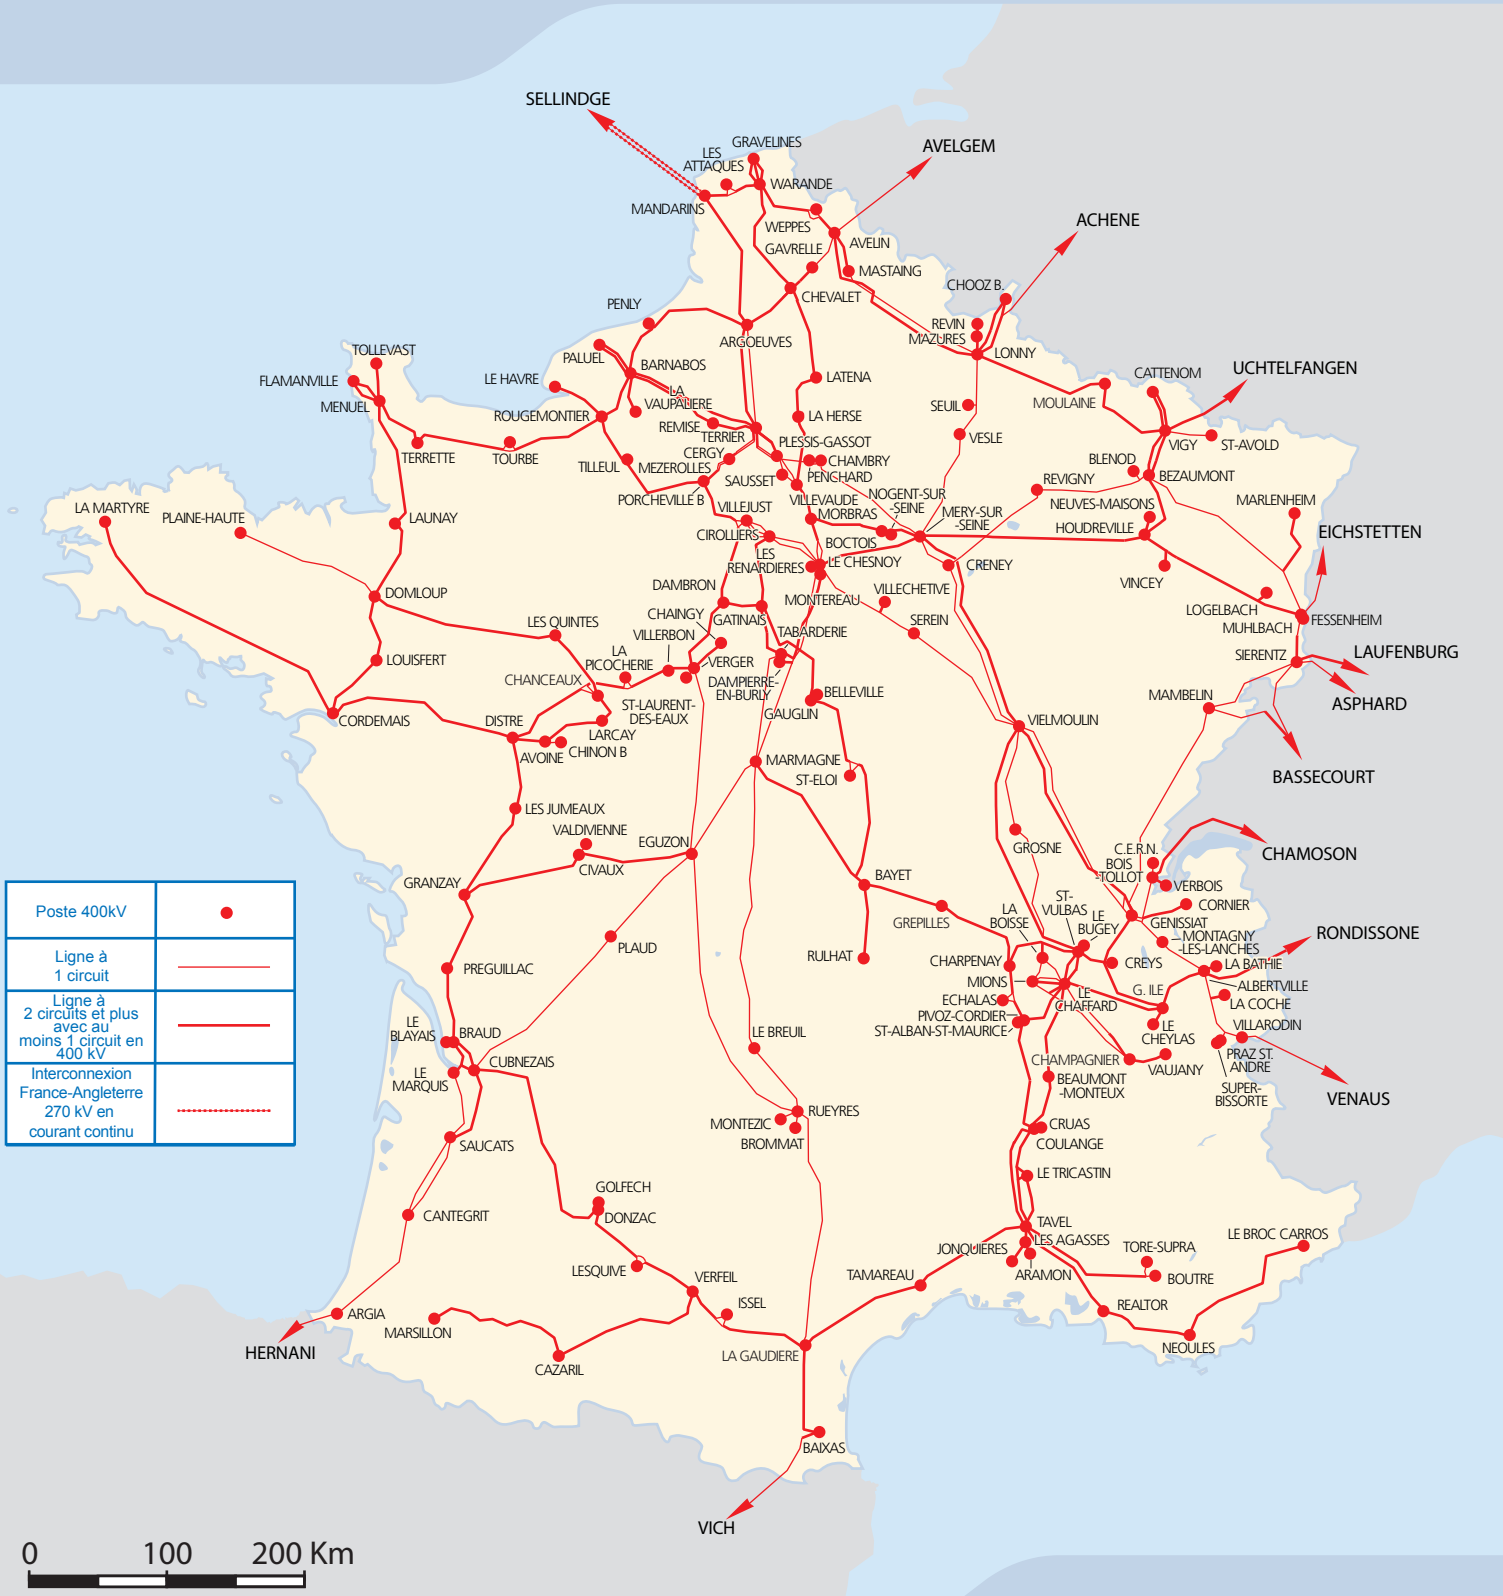 SELLINDGE
GRAVELINES
LES
ATTAQUES
WARANDE
MANDARINS
AVELGEM
WEPPES
AVELIN
GAVRELLE
MASTAING
ACHENE
CHEVALET
CHOOZ B.
PENLY
REVIN
MAZURES
LONNY
ARGOEUVES
TOLLEVAST
PALUEL
BARNABOS
FLAMANVILLE
LE HAVRE
LATENA
CATTENOM
UCHTELFANGEN
MENUEL
LA
VAUPALIERE
MOULAINE
ROUGEMONTIER
LA HERSE
SEUIL
REMISE
TERRIER
VESLE
VIGY
ST-AVOLD
TERRETTE
TOURBE
PLESSIS-GASSOT
CERGY
CHAMBRY
BLENOD
TILLEUL
MEZEROLLES
SAUSSET
PENCHARD
BEZAUMONT
REVIGNY
PORCHEVILLE B
VILLEVAUDE
NOGENT-SUR
-SEINE
NEUVES-MAISONS
MARLENHEIM
LA MARTYRE
PLAINE-HAUTE
LAUNAY
VILLEJUST
MORBRAS
MERY-SUR
-SEINE
HOUDREVILLE
EICHSTETTEN
CIROLLIERS
BOCTOIS
LES
RENARDIERES
LE CHESNOY
CRENEY
VINCEY
DOMLOUP
DAMBRON
MONTEREAU
VILLECHETIVE
LOGELBACH
MUHLBACH
FESSENHEIM
CHAINGY
GATINAIS
SEREIN
LES QUINTES
VILLERBON
TABARDERIE
LOUISFERT
LA
PICOCHERIE
VERGER
SIERENTZ
LAUFENBURG
CHANCEAUX
DAMPIERRE-
EN-BURLY
BELLEVILLE
MAMBELIN
ASPHARD
ST-LAURENT-
DES-EAUX
GAUGLIN
CORDEMAIS
DISTRE
LARCAY
VIELMOULIN
AVOINE
CHINON B
MARMAGNE
ST-ELOI
BASSECOURT
LES JUMEAUX
VALDIVIENNE
EGUZON
GROSNE
C.E.R.N.
CHAMOSON
CIVAUX
BOIS
-TOLLOT
GRANZAY
BAYET
VERBOIS
Poste 400kV
GREPILLES
ST-
VULBAS
CORNIER
LA
BOISSE
LE
BUGEY
GENISSIAT
PLAUD
MONTAGNY
-LES-LANCHES
RONDISSONE
Ligne à
1 circuit
PREGUILLAC
RULHAT
CHARPENAY
CREYS
LA BATHIE
MIONS
ALBERTVILLE
G. ILE
LE
CHAFFARD
ECHALAS
LA COCHE
Ligne à
2 circuits et plus
avec au
moins 1 circuit en
400 kV
LE
BLAYAIS
BRAUD
PIVOZ-CORDIER
ST-ALBAN-ST-MAURICE
LE
CHEYLAS
VILLARODIN
LE BREUIL
CUBNEZAIS
CHAMPAGNIER
VAUJANY
PRAZ ST.
ANDRE
LE
MARQUIS
BEAUMONT
-MONTEUX
SUPER-
BISSORTE
VENAUS
Interconnexion
France-Angleterre
270 kV en
courant continu
RUEYRES
MONTEZIC
BROMMAT
CRUAS
COULANGE
SAUCATS
LE TRICASTIN
GOLFECH
DONZAC
CANTEGRIT
TAVEL
LES AGASSES
LE BROC CARROS
JONQUIERES
TORE-SUPRA
LESQUIVE
ARAMON
BOUTRE
VERFEIL
TAMAREAU
ISSEL
REALTOR
ARGIA
MARSILLON
NEOULES
HERNANI
LA GAUDIERE
CAZARIL
BAIXAS
VICH
0 100 200 Km